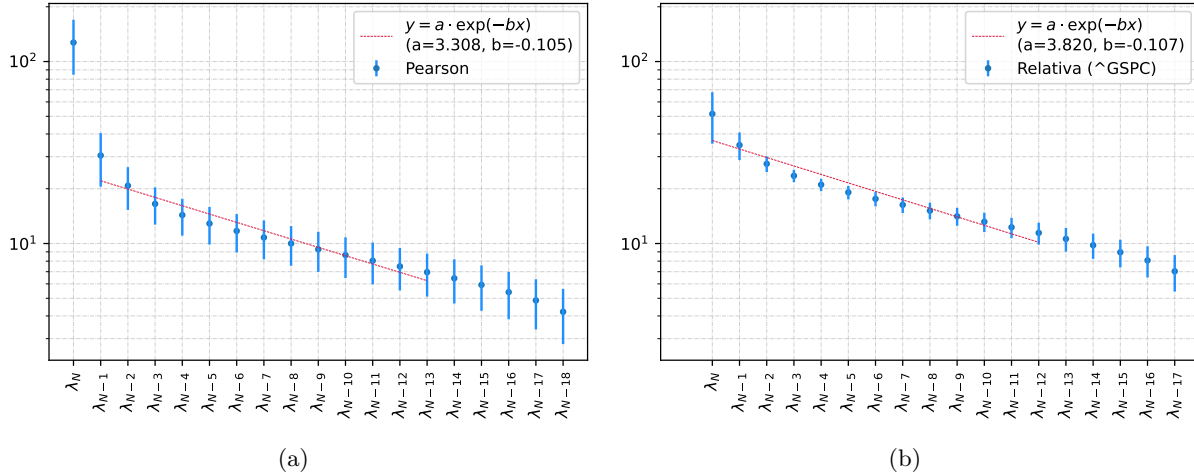 y = a · exp(−bx)
(a=3.308, b=-0.105)
Pearson
10²
10¹
λ_N
λ_{N−1}
λ_{N−2}
λ_{N−3}
λ_{N−4}
λ_{N−5}
λ_{N−6}
λ_{N−7}
λ_{N−8}
λ_{N−9}
λ_{N−10}
λ_{N−11}
λ_{N−12}
λ_{N−13}
λ_{N−14}
λ_{N−15}
λ_{N−16}
λ_{N−17}
λ_{N−18}
(a)
y = a · exp(−bx)
(a=3.820, b=-0.107)
Relativa (^GSPC)
10²
10¹
λ_N
λ_{N−1}
λ_{N−2}
λ_{N−3}
λ_{N−4}
λ_{N−5}
λ_{N−6}
λ_{N−7}
λ_{N−8}
λ_{N−9}
λ_{N−10}
λ_{N−11}
λ_{N−12}
λ_{N−13}
λ_{N−14}
λ_{N−15}
λ_{N−16}
λ_{N−17}
(b)